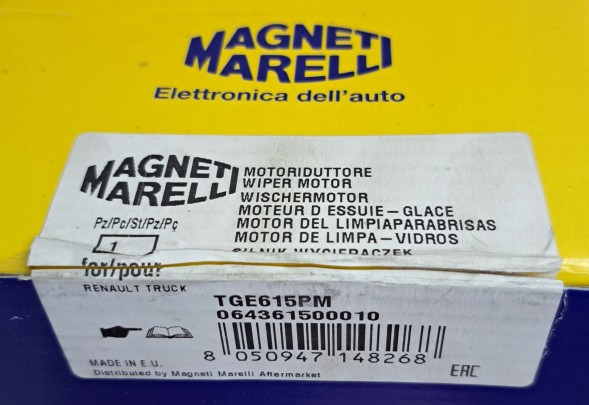 MAGNETI
MARELLI
Elettronica dell'auto
MAGNETI
MARELLI
MOTORIDUTTORE
WIPER MOTOR
WISCHERMOTOR
MOTEUR D ESSUIE-GLACE
MOTOR DEL LIMPIAPARABRISAS
MOTOR DE LIMPA-VIDROS
SILNIK WYCIERACZEK
Pz/Pc/St/Pz/Pç
1
for/pour
RENAULT TRUCK
TGE615PM
064361500010
8 050947 148268
MADE IN E.U.
Distributed by Magneti Marelli Aftermarket
EAC